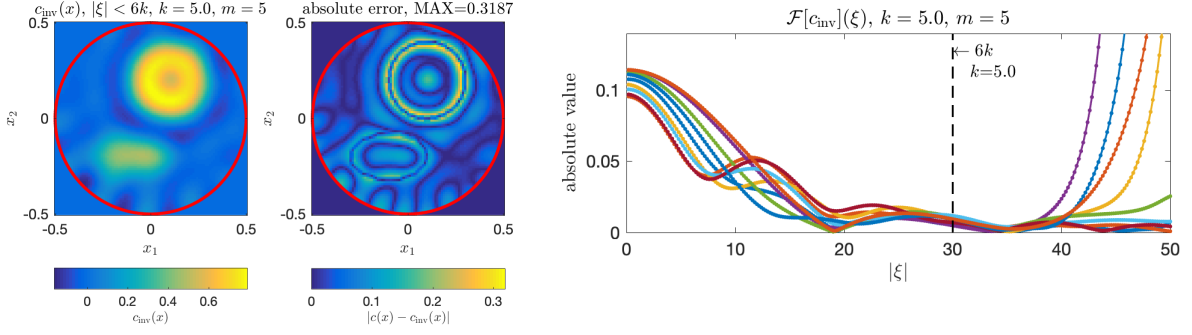 c_inv(x), |ξ| < 6k, k = 5.0, m = 5
0.5
0
-0.5
x_2
-0.5
0
0.5
x_1
0
0.2
0.4
0.6
c_inv(x)
absolute error, MAX=0.3187
0.5
0
-0.5
x_2
-0.5
0
0.5
x_1
0
0.1
0.2
0.3
|c(x) − c_inv(x)|
F[c_inv](ξ), k = 5.0, m = 5
0.1
0.05
0
absolute value
← 6k
k=5.0
0
10
20
30
40
50
|ξ|